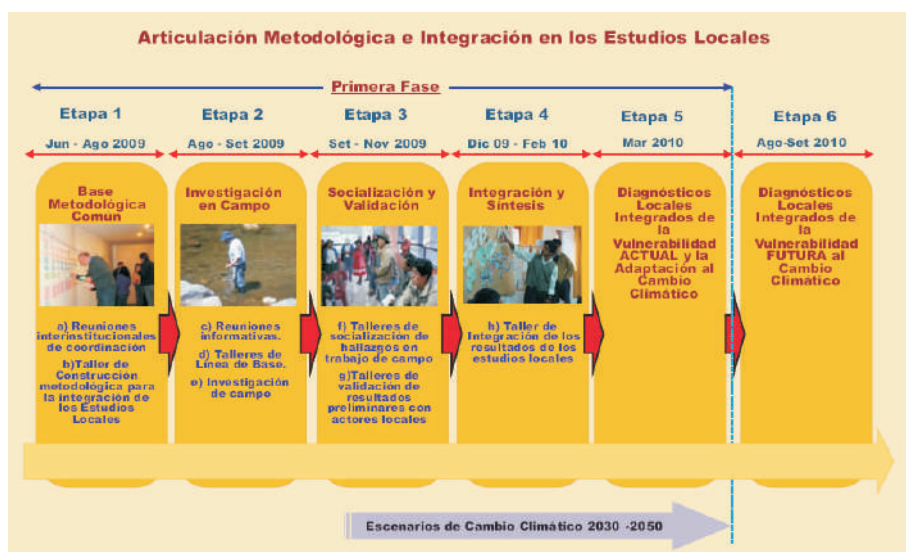 Articulación Metodológica e Integración en los Estudios Locales
Primera Fase
Etapa 1
Jun - Ago 2009
Base
Metodológica
Común
a) Reuniones
interinstitucionales
de coordinación
b)Taller de
Construcción
metodológica para
la integración de
los Estudios
Locales
Etapa 2
Ago - Set 2009
Investigación
en Campo
c) Reuniones
informativas.
d) Talleres de
Línea de Base.
e) Investigación
de campo
Etapa 3
Set - Nov 2009
Socialización y
Validación
f) Talleres de
socialización de
hallazgos en
trabajo de campo
g)Talleres de
validación de
resultados
preliminares con
actores locales
Etapa 4
Dic 09 - Feb 10
Integración y
Síntesis
h) Taller de
Integración de los
resultados de los
estudios locales
Etapa 5
Mar 2010
Diagnósticos
Locales
Integrados de
la
Vulnerabilidad
ACTUAL y la
Adaptación al
Cambio
Climático
Etapa 6
Ago-Set 2010
Diagnósticos
Locales
Integrados de
la
Vulnerabilidad
FUTURA al
Cambio
Climático
Escenarios de Cambio Climático 2030 -2050